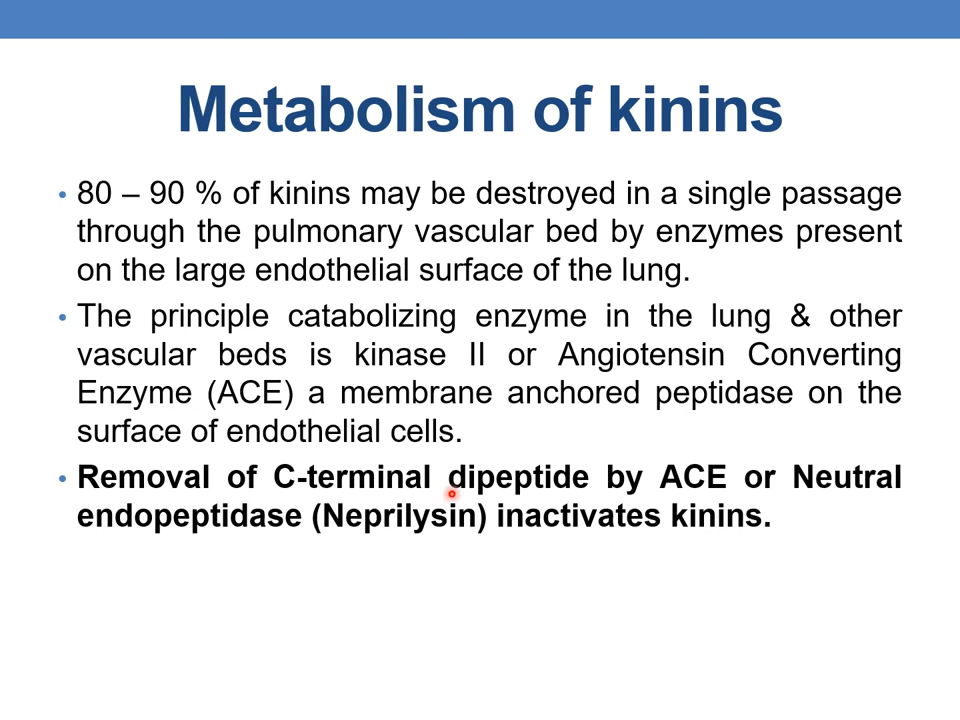 Metabolism of kinins
• 80 – 90 % of kinins may be destroyed in a single passage
through the pulmonary vascular bed by enzymes present
on the large endothelial surface of the lung.
• The principle catabolizing enzyme in the lung & other
vascular beds is kinase II or Angiotensin Converting
Enzyme (ACE) a membrane anchored peptidase on the
surface of endothelial cells.
• Removal of C-terminal dipeptide by ACE or Neutral
endopeptidase (Neprilysin) inactivates kinins.